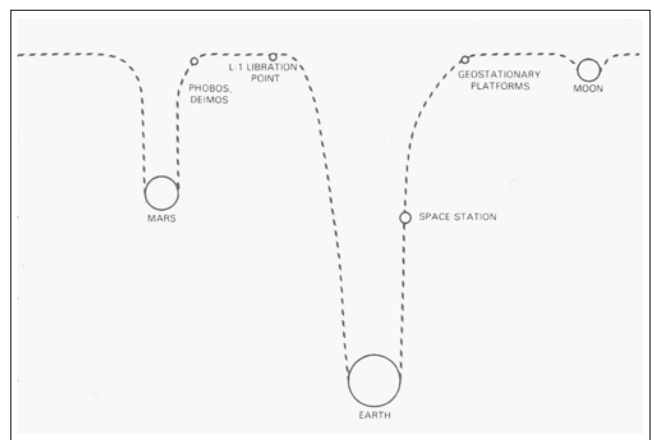 L-1 LIBRATION
POINT
PHOBOS,
DEIMOS
GEOSTATIONARY
PLATFORMS
MOON
MARS
SPACE STATION
EARTH